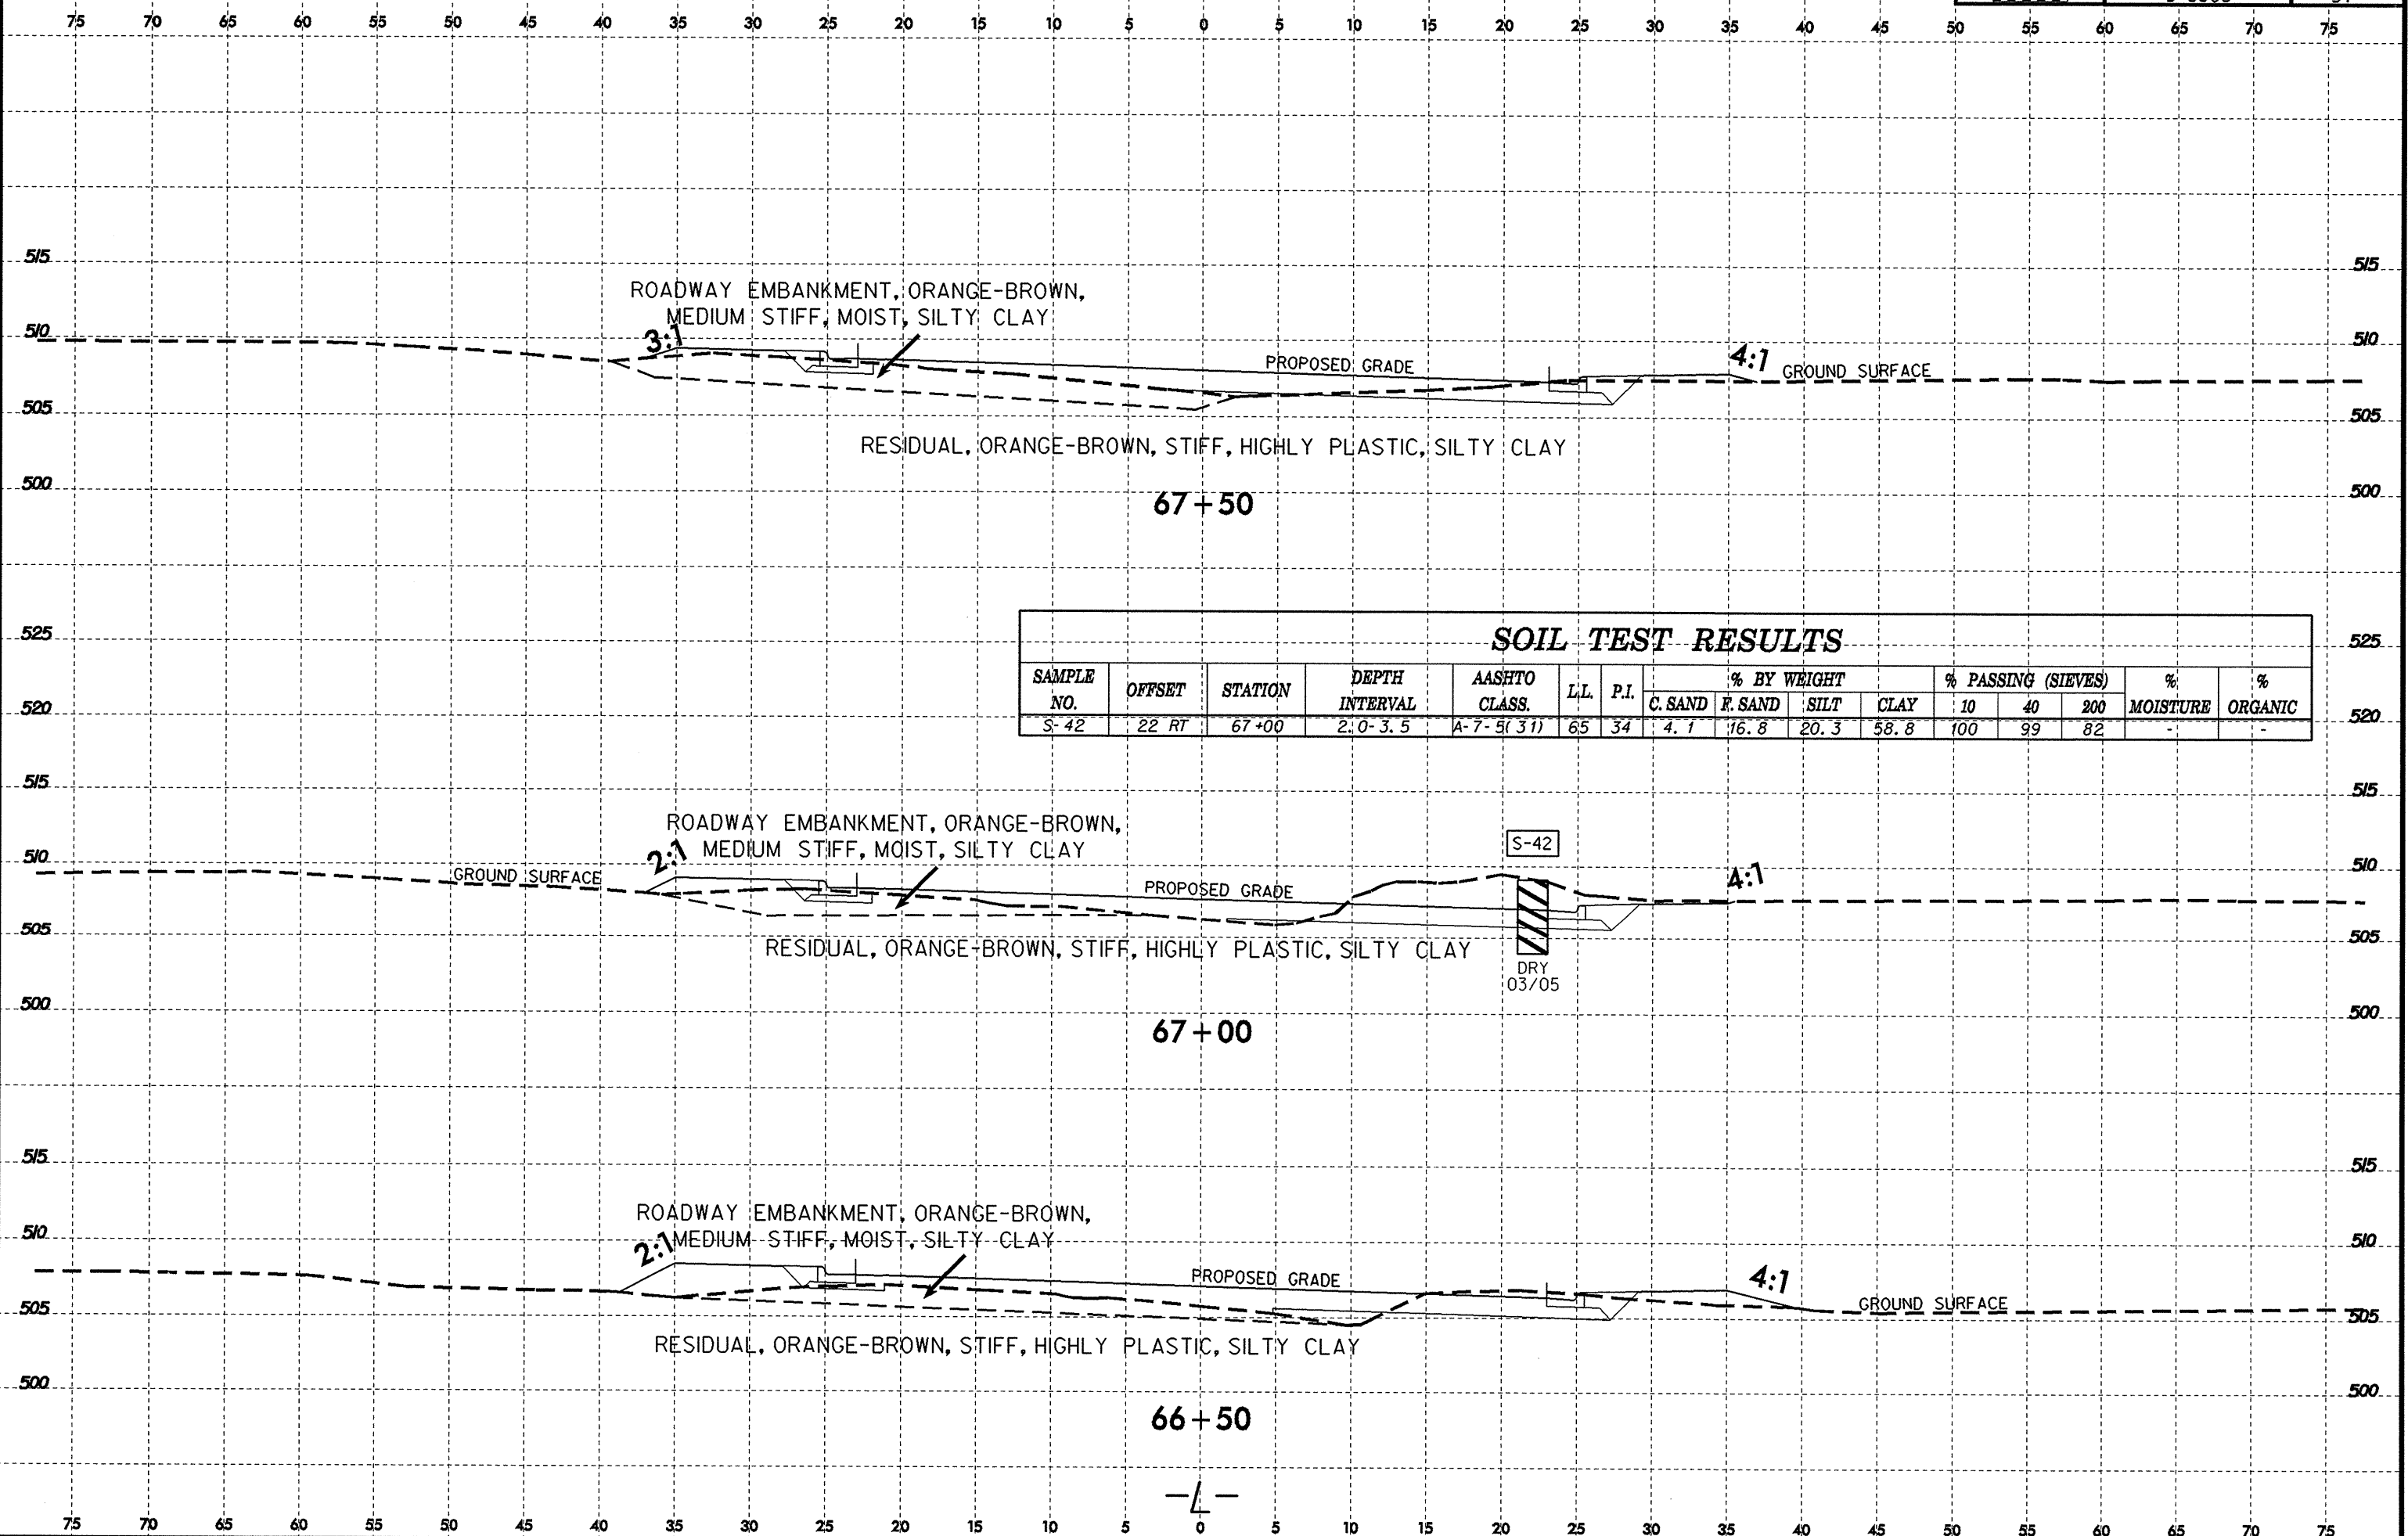 75 70 65 60 55 50 45 40 35 30 25 20 15 10 5 0 5 10 15 20 25 30 35 40 45 50 55 60 65 70 75
515 515
ROADWAY EMBANKMENT, ORANGE-BROWN,
MEDIUM STIFF, MOIST, SILTY CLAY
510 3:1 PROPOSED GRADE 4:1 GROUND SURFACE 510
505 505
RESIDUAL, ORANGE-BROWN, STIFF, HIGHLY PLASTIC, SILTY CLAY
500 500
67+50
525 525
SOIL TEST RESULTS
SAMPLE NO. OFFSET STATION DEPTH INTERVAL AASHTO CLASS. L.L. P.I. % BY WEIGHT % PASSING (SIEVES) % MOISTURE % ORGANIC
C. SAND F. SAND SILT CLAY 10 40 200
520 520
S-42 22 RT 67+00 2.0-3.5 A-7-5(31) 65 34 4.1 16.8 20.3 58.8 100 99 82 - -
515 515
ROADWAY EMBANKMENT, ORANGE-BROWN,
MEDIUM STIFF, MOIST, SILTY CLAY
S-42
510 2:1 510
GROUND SURFACE PROPOSED GRADE 4:1
505 505
RESIDUAL, ORANGE-BROWN, STIFF, HIGHLY PLASTIC, SILTY CLAY
DRY
03/05
500 500
67+00
515 515
ROADWAY EMBANKMENT, ORANGE-BROWN,
MEDIUM STIFF, MOIST, SILTY CLAY
510 2:1 510
PROPOSED GRADE 4:1
GROUND SURFACE
505 505
RESIDUAL, ORANGE-BROWN, STIFF, HIGHLY PLASTIC, SILTY CLAY
500 500
66+50
-L-
75 70 65 60 55 50 45 40 35 30 25 20 15 10 5 0 5 10 15 20 25 30 35 40 45 50 55 60 65 70 75